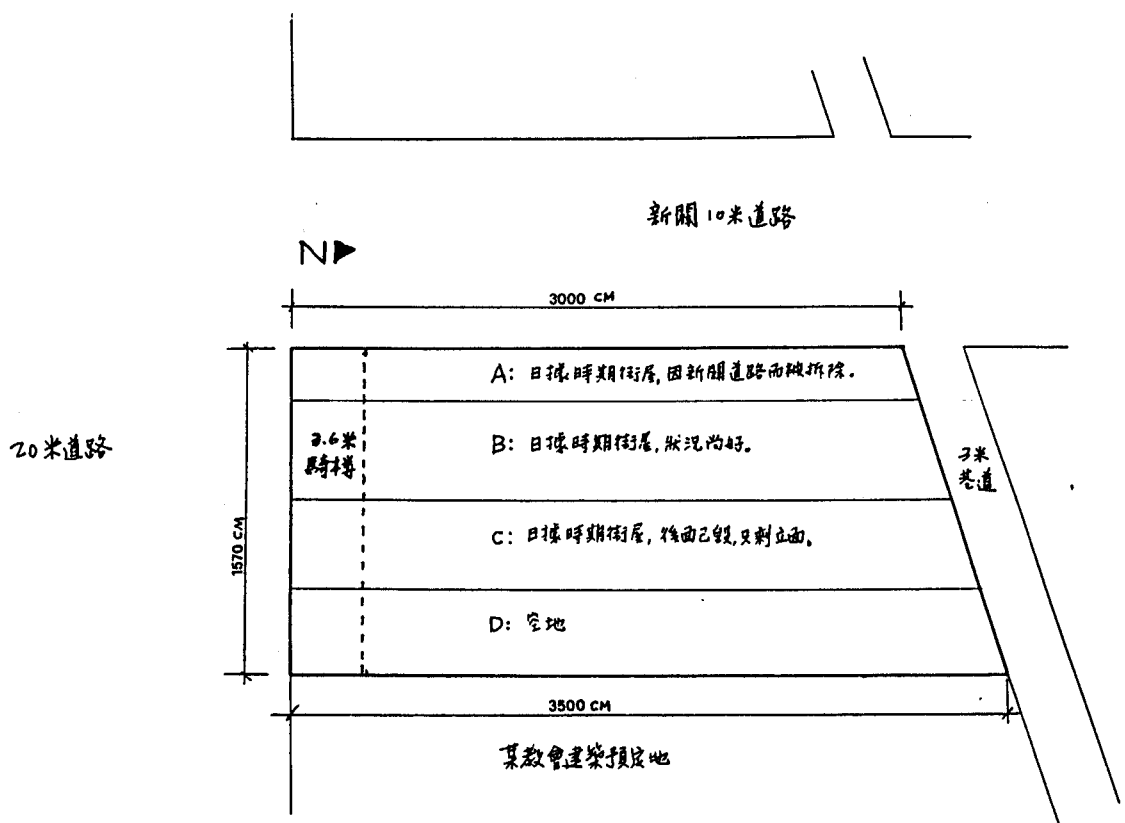 新開10米道路
N
3000 CM
A: 日據時期街屋,因新開道路而被拆除。
20米道路
3.6米
騎樓
B: 日據時期街屋,狀況尚好。
3米
巷道
1570 CM
C: 日據時期街屋,後面已毀,只剩立面。
D: 空地
3500 CM
某教會建築預定地